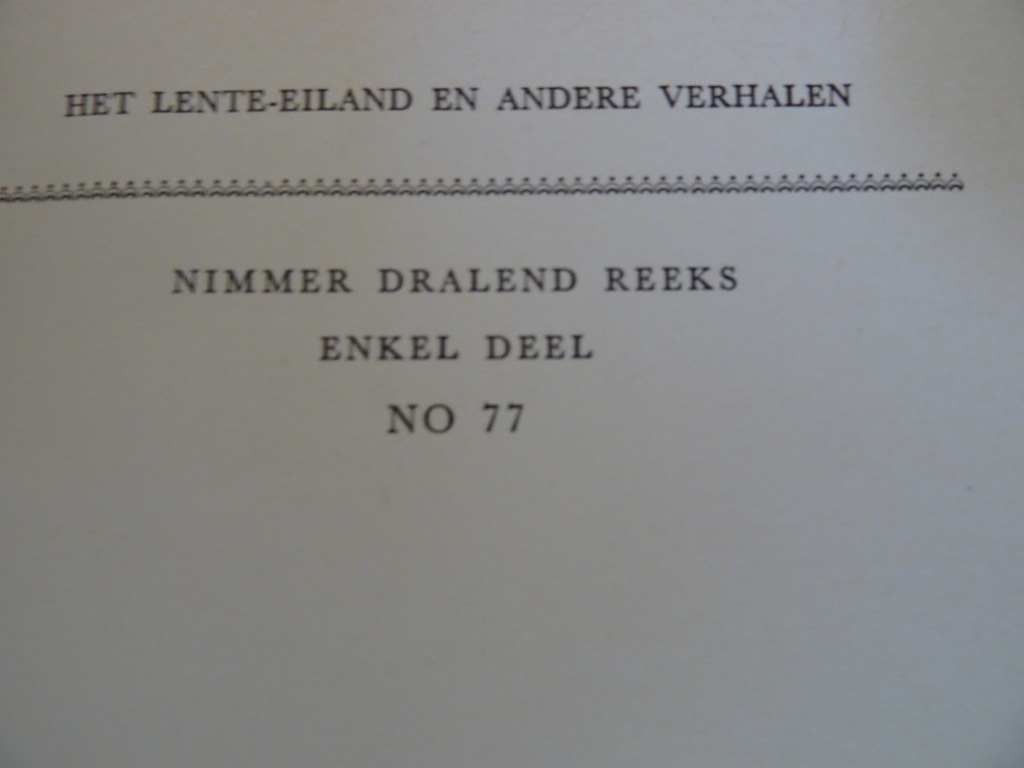 HET LENTE-EILAND EN ANDERE VERHALEN
NIMMER DRALEND REEKS
ENKEL DEEL
NO 77